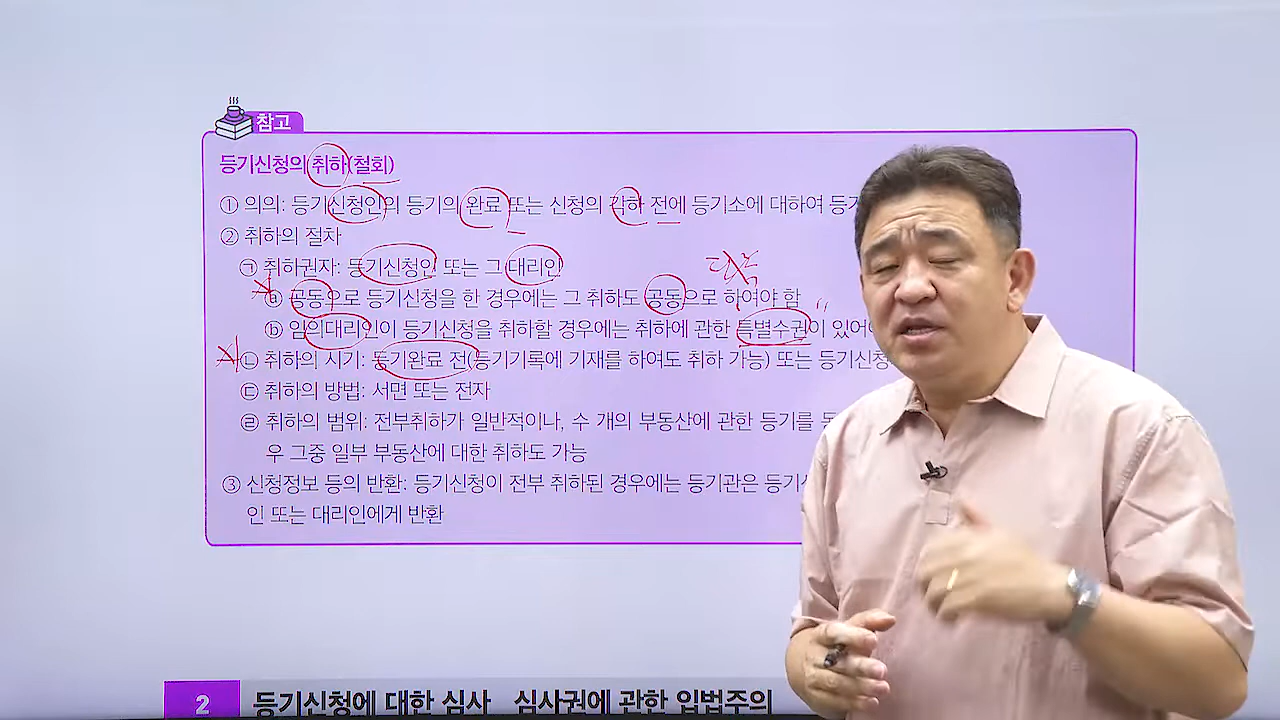 참고
등기신청의 취하(철회)
① 의의: 등기신청인의 등기의 완료 또는 신청의 각하 전에 등기소에 대하여
② 취하의 절차
㉠ 취하권자: 등기신청인 또는 그 대리인
ⓐ 공동으로 등기신청을 한 경우에는 그 취하도 공동으로 하여야 함
ⓑ 임의대리인이 등기신청을 취하할 경우에는 취하에 관한 특별수권이
㉡ 취하의 시기: 등기완료 전(등기기록에 기재를 하여도 취하 가능) 또는
㉢ 취하의 방법: 서면 또는 전자
㉣ 취하의 범위: 전부취하가 일반적이나, 수 개의 부동산에 관한 등기를
우 그중 일부 부동산에 대한 취하도 가능
③ 신청정보 등의 반환: 등기신청이 전부 취하된 경우에는 등기관은
인 또는 대리인에게 반환
2 등기신청에 대한 심사 심사권에 관한 입법주의